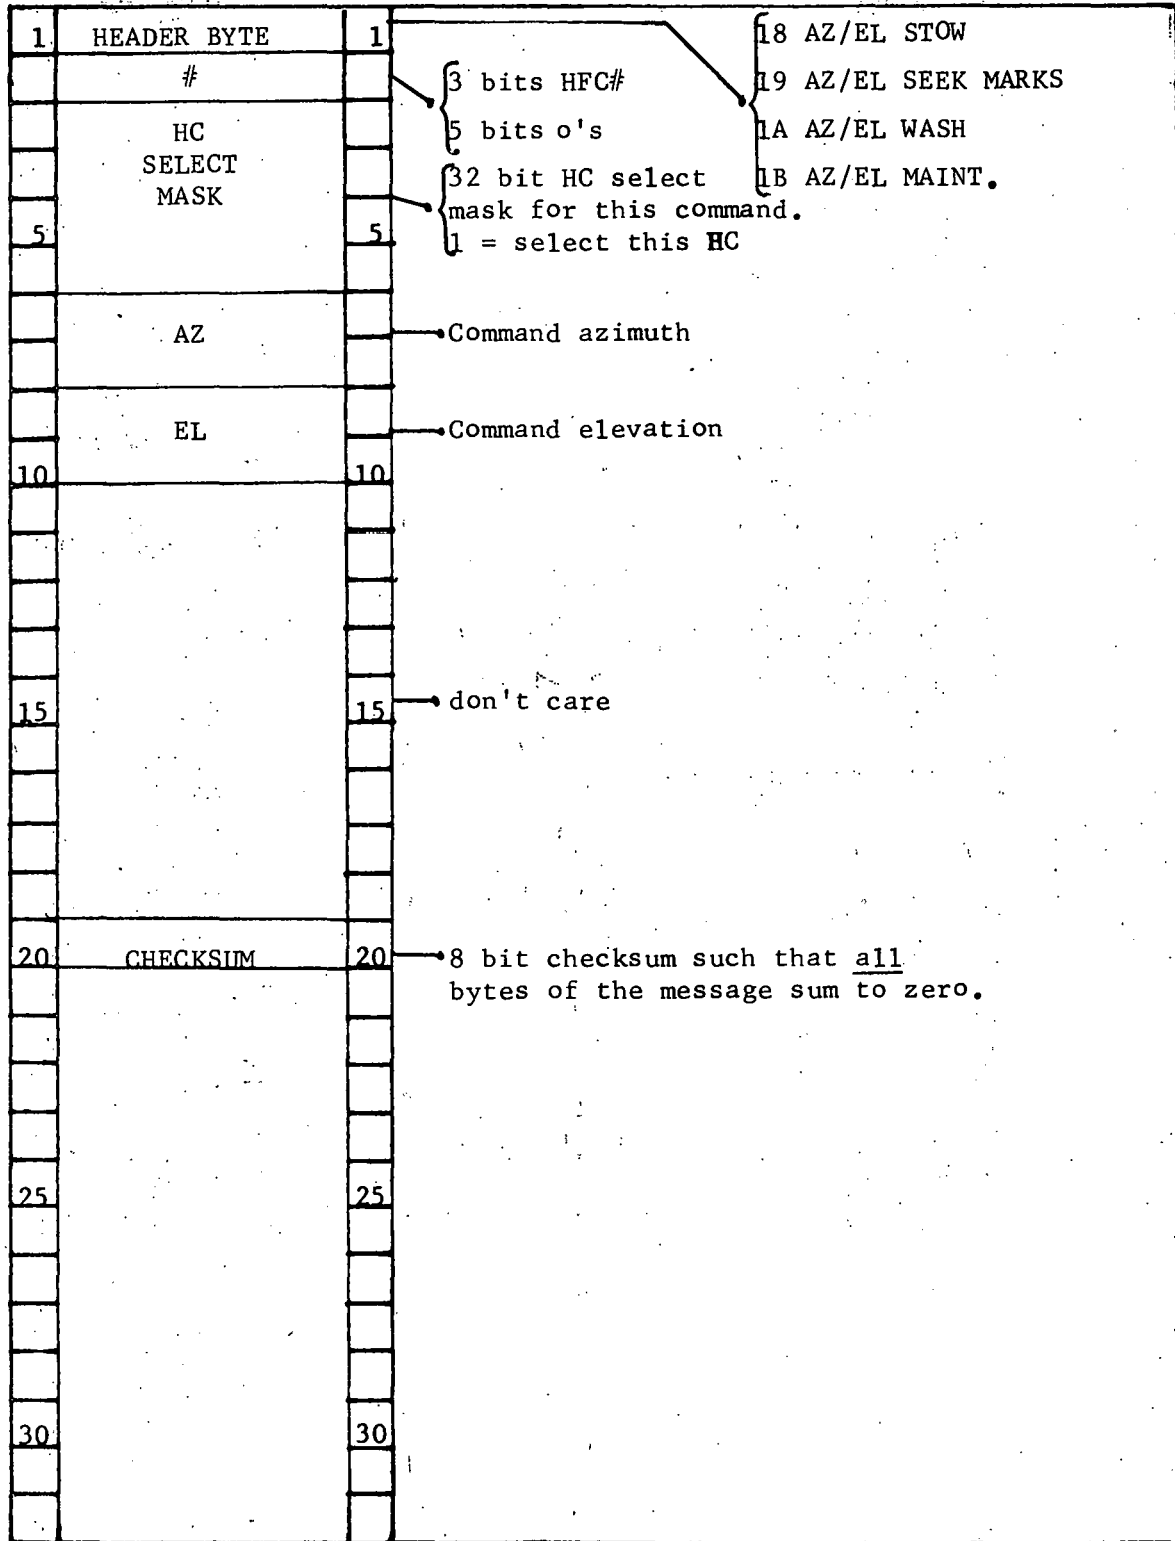 1 HEADER BYTE 1
#
HC
SELECT
MASK
5 5
AZ
EL
10 10
15 15
20 CHECKSUM 20
25 25
30 30
18 AZ/EL STOW
19 AZ/EL SEEK MARKS
1A AZ/EL WASH
1B AZ/EL MAINT.
3 bits HFC#
5 bits o's
32 bit HC select
mask for this command.
1 = select this HC
Command azimuth
Command elevation
don't care
8 bit checksum such that all
bytes of the message sum to zero.